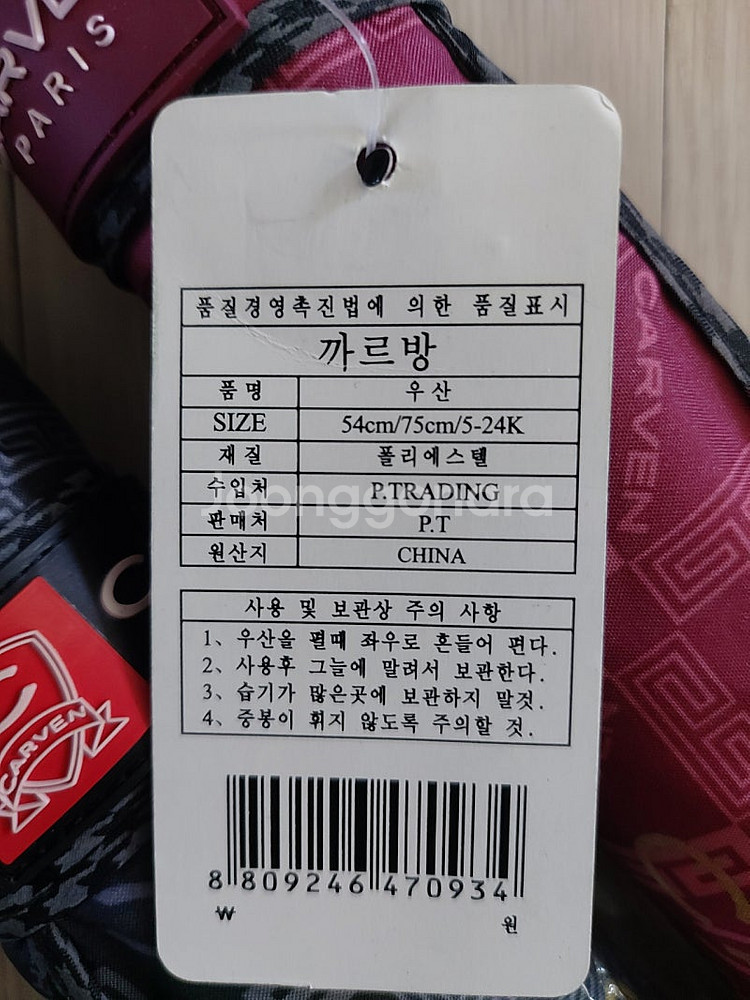 CARVEN
PARIS
품질경영촉진법에 의한 품질표시
까르방
품 명 우 산
SIZE 54cm/75cm/5-24K
재 질 폴리에스텔
수입처 P.TRADING
판매처 P.T
원산지 CHINA
joonggonara
사용 및 보관상 주의 사항
1、우산을 펼때 좌우로 흔들어 편다.
2、사용후 그늘에 말려서 보관한다.
3、습기가 많은곳에 보관하지 말것.
4、중봉이 휘지 않도록 주의할 것.
8 809246 470934
₩ 원
CARVEN
CARVEN